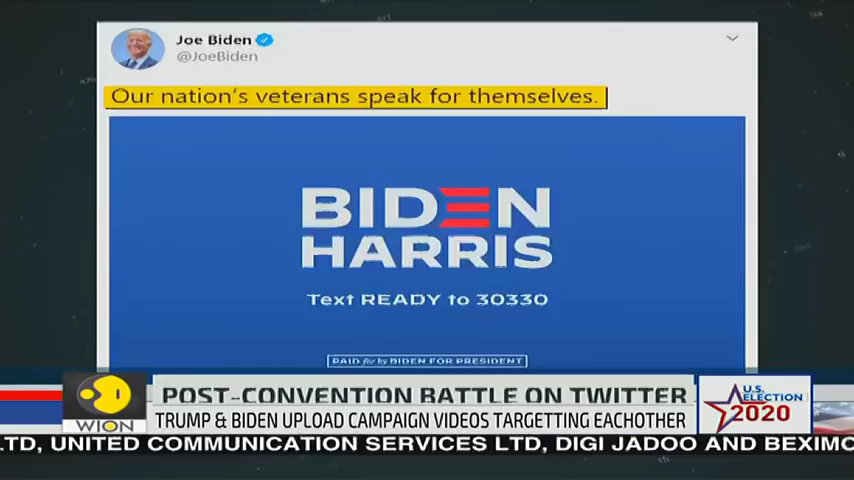 Joe Biden
@JoeBiden
Our nation's veterans speak for themselves.
BIDEN
HARRIS
Text READY to 30330
PAID for by BIDEN FOR PRESIDENT
POST-CONVENTION BATTLE ON TWITTER
TRUMP & BIDEN UPLOAD CAMPAIGN VIDEOS TARGETTING EACHOTHER
WION
U.S.
ELECTION
2020
LTD, UNITED COMMUNICATION SERVICES LTD, DIGI JADOO AND BEXIMC